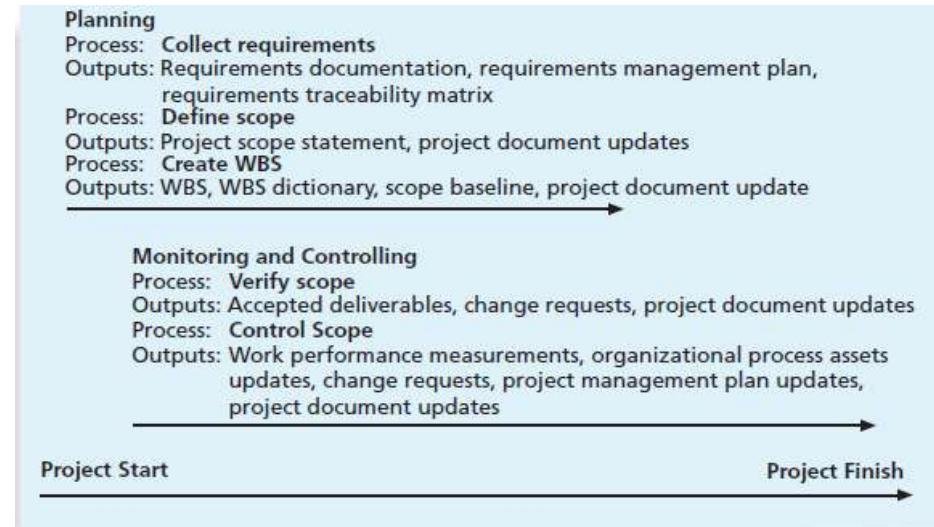 Planning
Process: Collect requirements
Outputs: Requirements documentation, requirements management plan,
requirements traceability matrix
Process: Define scope
Outputs: Project scope statement, project document updates
Process: Create WBS
Outputs: WBS, WBS dictionary, scope baseline, project document update
Monitoring and Controlling
Process: Verify scope
Outputs: Accepted deliverables, change requests, project document updates
Process: Control Scope
Outputs: Work performance measurements, organizational process assets
updates, change requests, project management plan updates,
project document updates
Project Start Project Finish